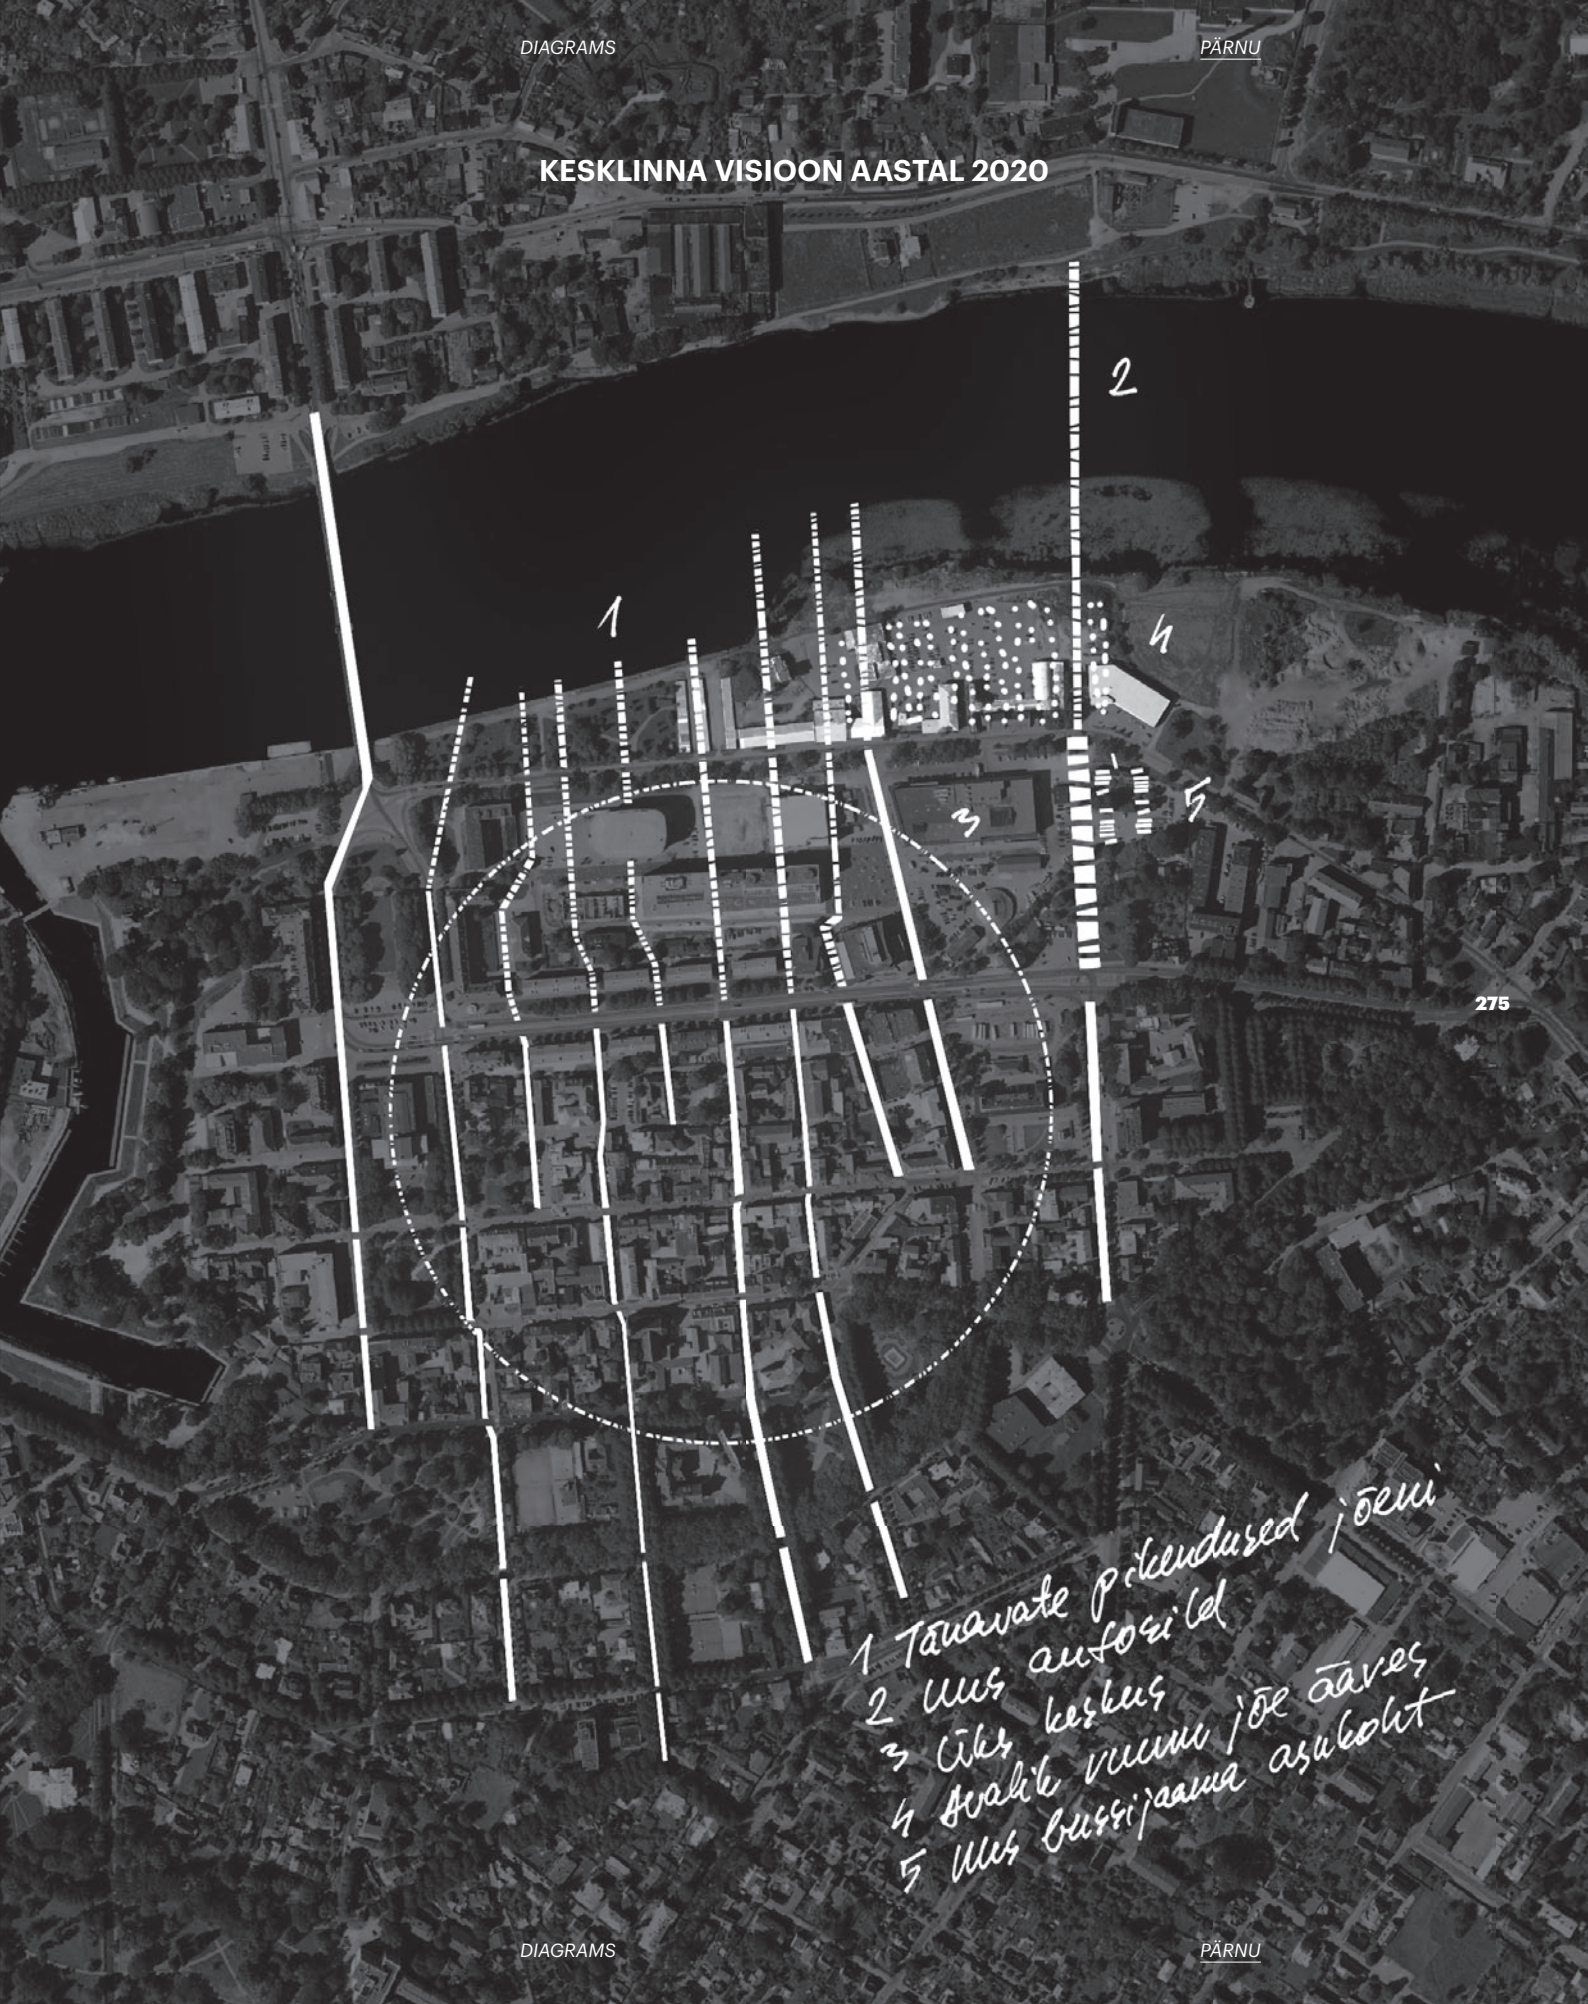 DIAGRAMS
PÄRNU
KESKLINNA VISIOON AASTAL 2020
2
1
4
3
5
275
1 Tänavate pikendused jõeni
2 Uus autosild
3 Üks keskus
4 Avalik ruum jõe ääres
5 Uus bussijaama asukoht
DIAGRAMS
PÄRNU